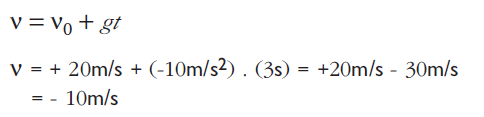 v = v₀ + gt
v = + 20m/s + (-10m/s²) . (3s) = +20m/s - 30m/s
= - 10m/s